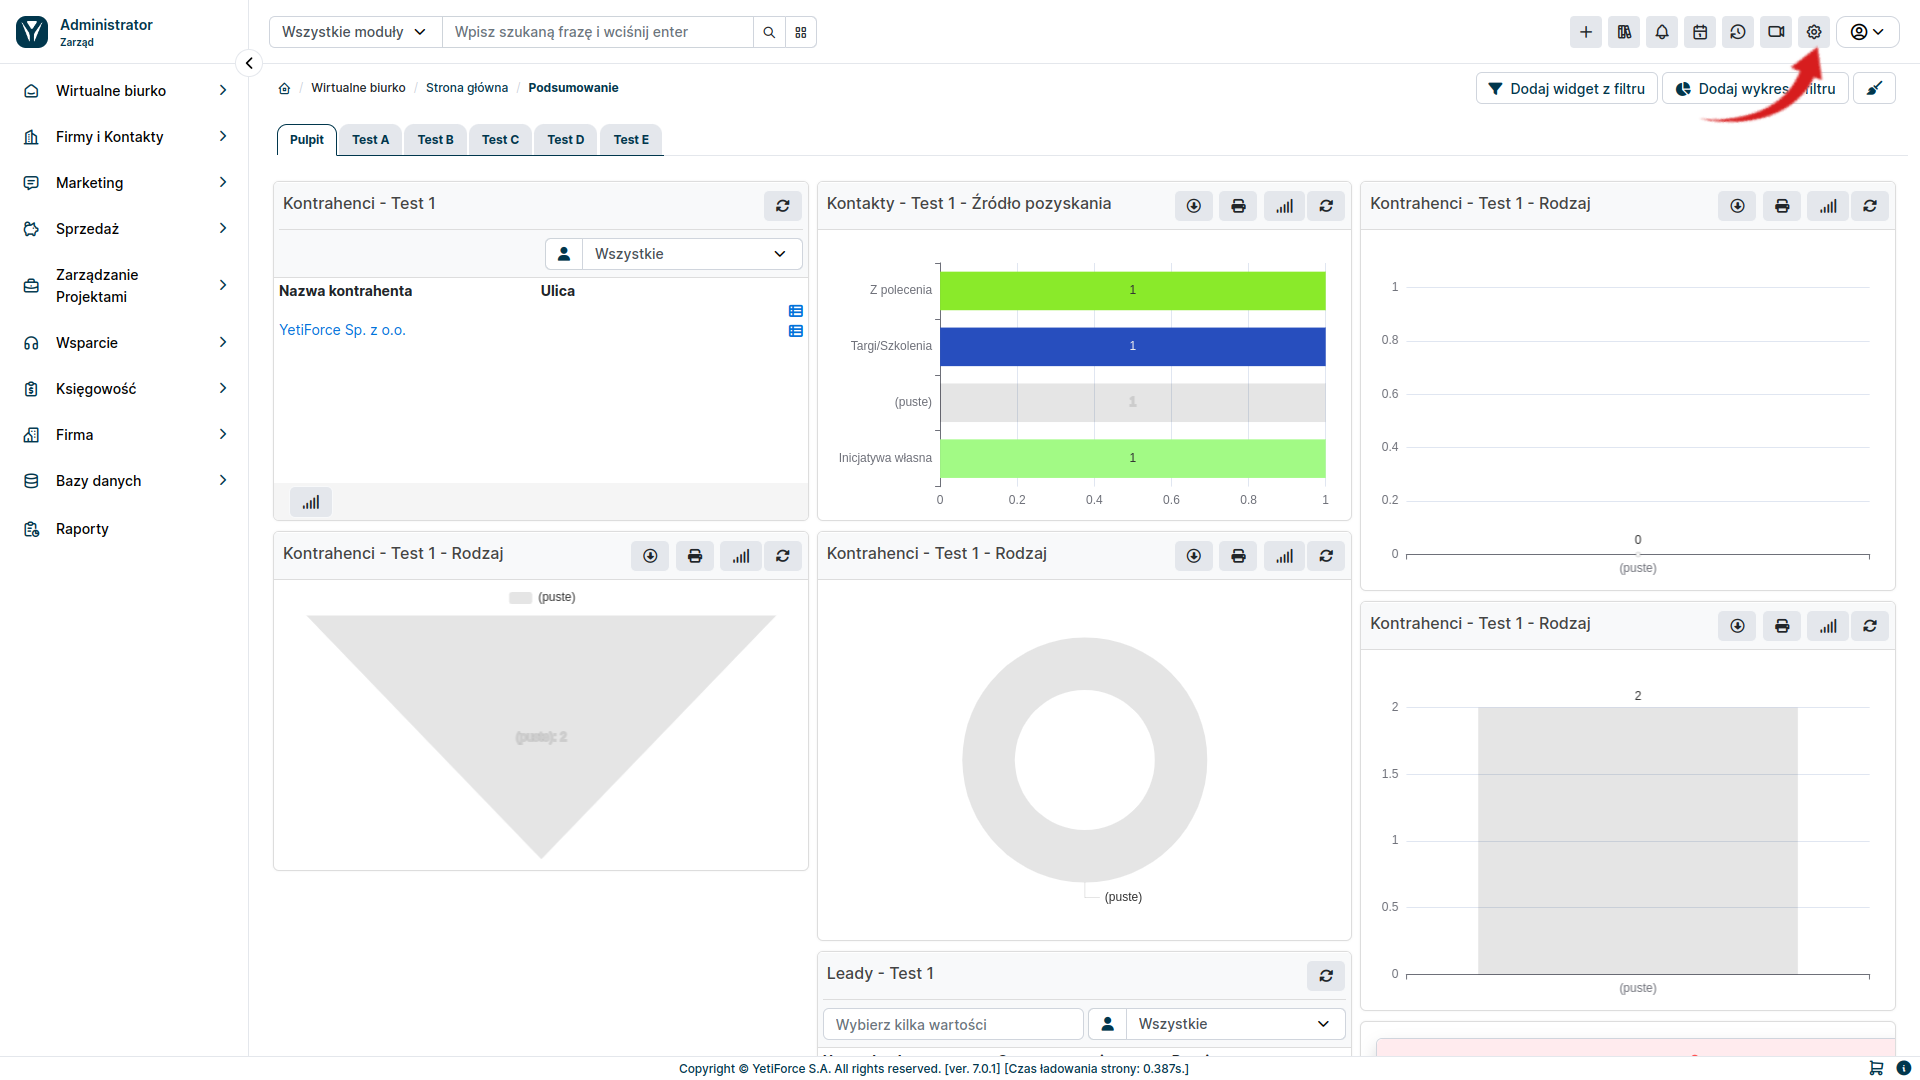 Administrator
Zarząd
Wszystkie moduły
Wpisz szukaną frazę i wciśnij enter
Wirtualne biuro
Firmy i Kontakty
Marketing
Sprzedaż
Zarządzanie
Projektami
Wsparcie
Księgowość
Firma
Bazy danych
Raporty
/ Wirtualne biurko / Strona główna / Podsumowanie
Dodaj widget z filtru
Dodaj wykres filtru
Pulpit
Test A
Test B
Test C
Test D
Test E
Kontrahenci - Test 1
Wszystkie
Nazwa kontrahenta
Ulica
YetiForce Sp. z o.o.
Kontakty - Test 1 - Źródło pozyskania
Z polecenia
1
Targi/Szkolenia
1
(puste)
1
Inicjatywa własna
1
0 0.2 0.4 0.6 0.8 1
Kontrahenci - Test 1 - Rodzaj
1
0.8
0.6
0.4
0.2
0
0
(puste)
Kontrahenci - Test 1 - Rodzaj
(puste)
(puste): 2
Kontrahenci - Test 1 - Rodzaj
(puste)
Kontrahenci - Test 1 - Rodzaj
2
2
1.5
1
0.5
0
(puste)
Leady - Test 1
Wybierz kilka wartości
Wszystkie
Copyright © YetiForce S.A. All rights reserved. [ver. 7.0.1] [Czas ładowania strony: 0.387s.]